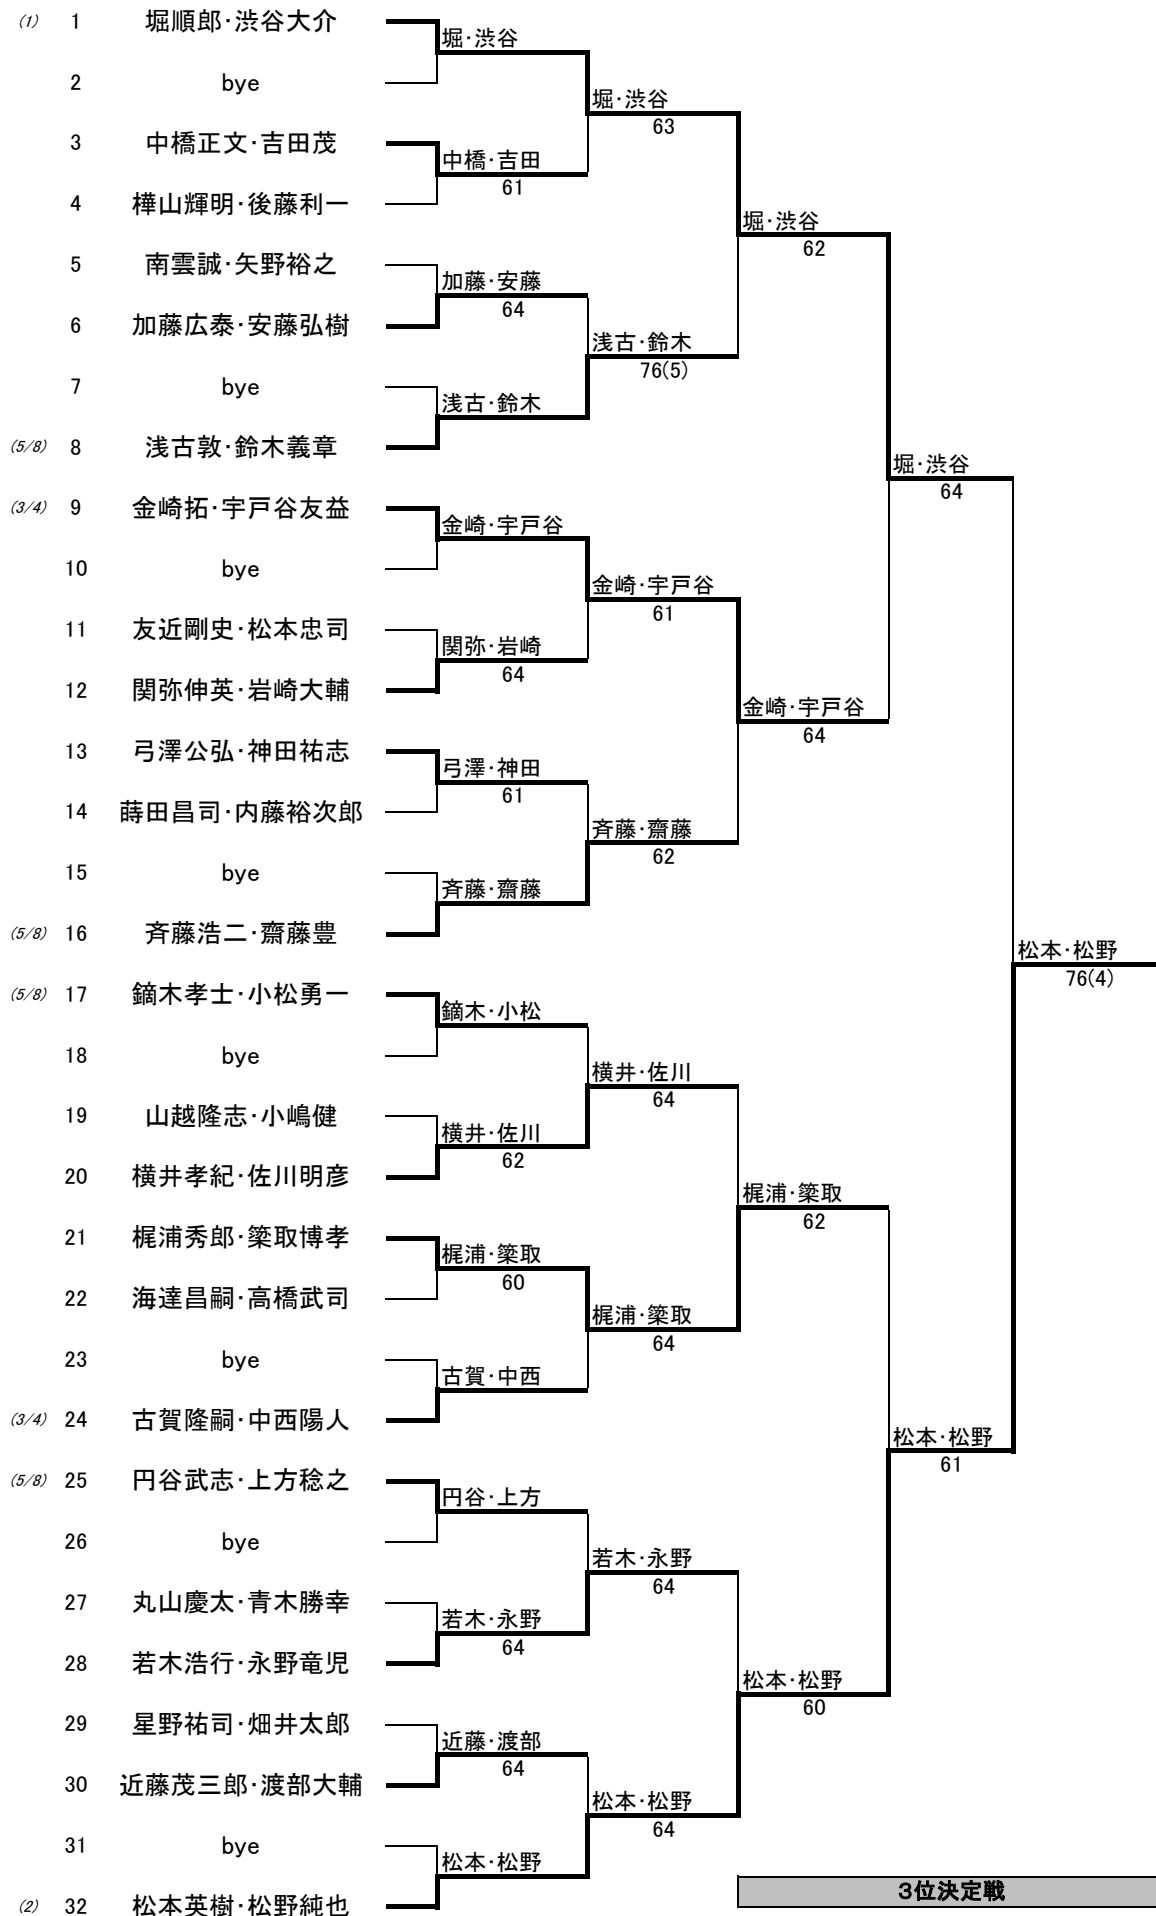 (1) 1 堀順郎・渋谷大介
堀・渋谷
2 bye
堀・渋谷
63
3 中橋正文・吉田茂
中橋・吉田
61
4 樺山輝明・後藤利一
堀・渋谷
62
5 南雲誠・矢野裕之
加藤・安藤
64
6 加藤広泰・安藤弘樹
浅古・鈴木
76(5)
7 bye
浅古・鈴木
(5/8) 8 浅古敦・鈴木義章
堀・渋谷
64
(3/4) 9 金崎拓・宇戸谷友益
金崎・宇戸谷
10 bye
金崎・宇戸谷
61
11 友近剛史・松本忠司
関弥・岩崎
64
12 関弥伸英・岩崎大輔
金崎・宇戸谷
64
13 弓澤公弘・神田祐志
弓澤・神田
61
14 蒔田昌司・内藤裕次郎
斉藤・齋藤
62
15 bye
斉藤・齋藤
(5/8) 16 斉藤浩二・齋藤豊
松本・松野
76(4)
(5/8) 17 鏑木孝士・小松勇一
鏑木・小松
18 bye
横井・佐川
64
19 山越隆志・小嶋健
横井・佐川
62
20 横井孝紀・佐川明彦
梶浦・簗取
62
21 梶浦秀郎・簗取博孝
梶浦・簗取
60
22 海達昌嗣・高橋武司
梶浦・簗取
64
23 bye
古賀・中西
(3/4) 24 古賀隆嗣・中西陽人
松本・松野
61
(5/8) 25 円谷武志・上方稔之
円谷・上方
26 bye
若木・永野
64
27 丸山慶太・青木勝幸
若木・永野
64
28 若木浩行・永野竜児
松本・松野
60
29 星野祐司・畑井太郎
近藤・渡部
64
30 近藤茂三郎・渡部大輔
松本・松野
64
31 bye
松本・松野
(2) 32 松本英樹・松野純也
3位決定戦